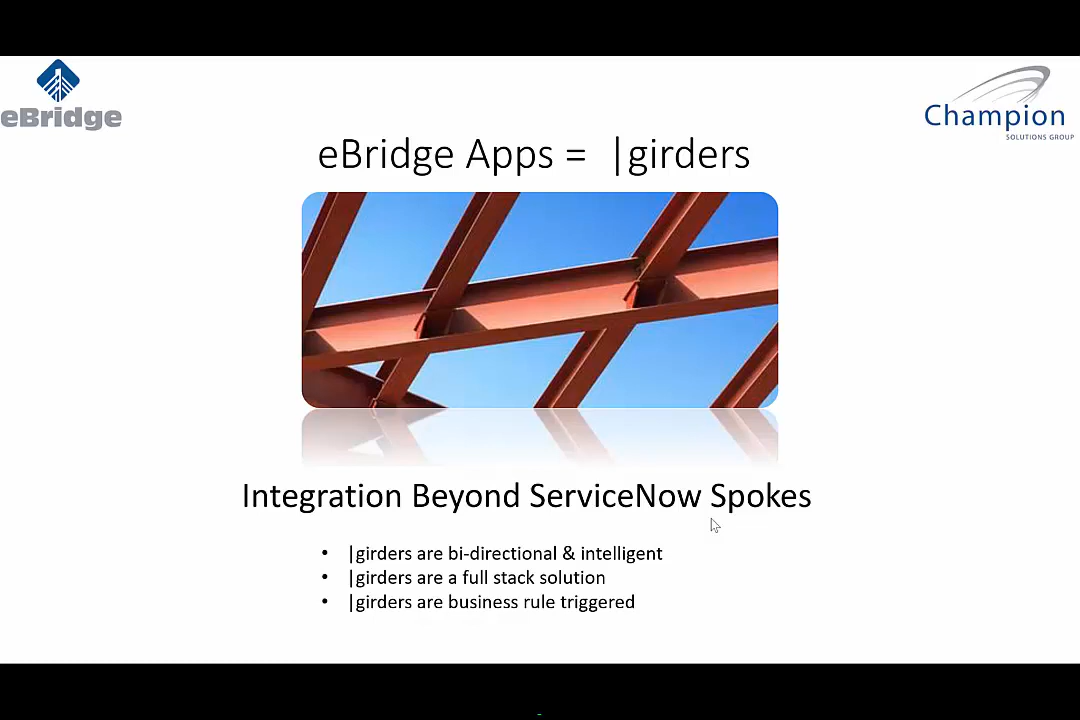 eBridge
Champion
SOLUTIONS GROUP
eBridge Apps = |girders
Integration Beyond ServiceNow Spokes
• |girders are bi-directional & intelligent
• |girders are a full stack solution
• |girders are business rule triggered